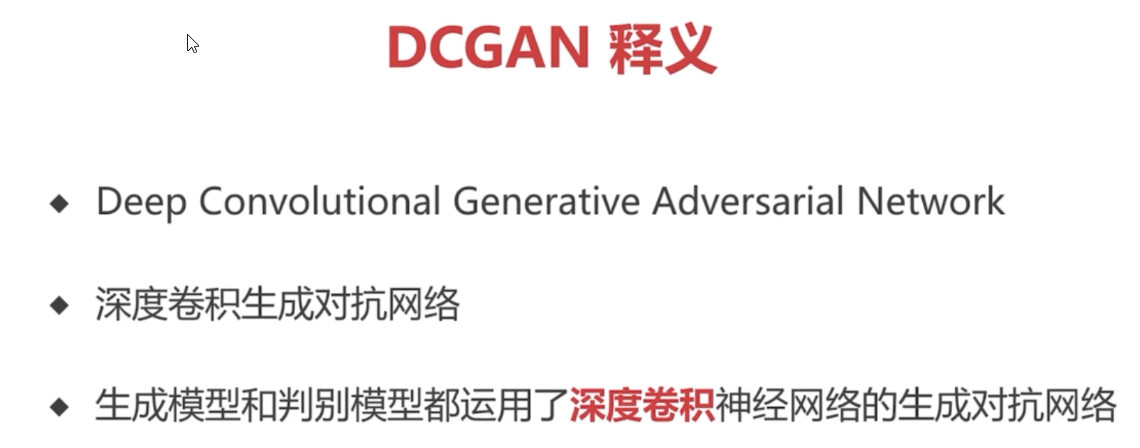 DCGAN 释义
◆ Deep Convolutional Generative Adversarial Network
◆ 深度卷积生成对抗网络
◆ 生成模型和判别模型都运用了深度卷积神经网络的生成对抗网络